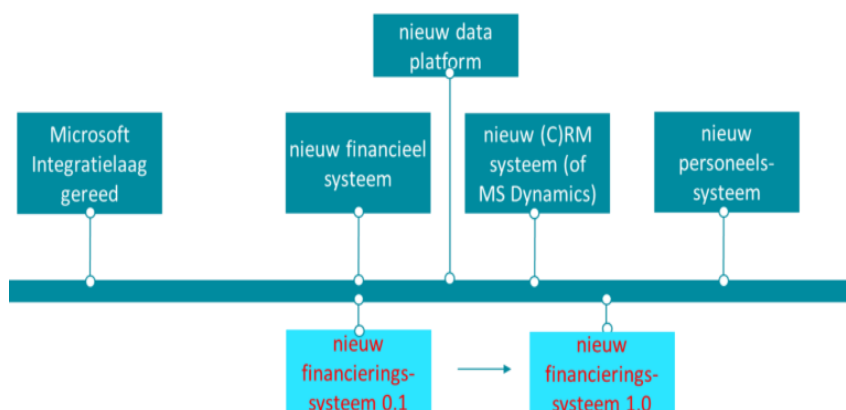 nieuw data
platform
Microsoft
Integratielaag
gereed
nieuw financieel
systeem
nieuw (C)RM
systeem (of
MS Dynamics)
nieuw
personeels-
systeem
nieuw
financierings-
systeem 0.1
nieuw
financierings-
systeem 1.0